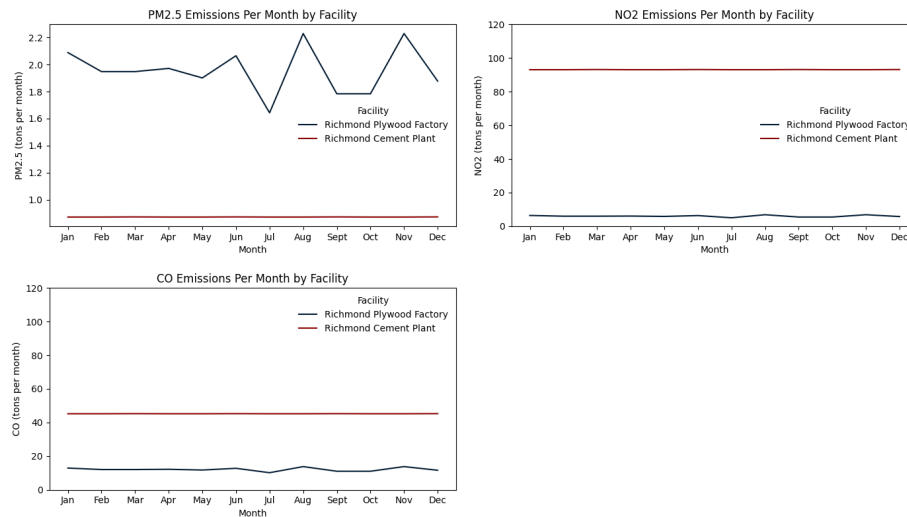 PM2.5 Emissions Per Month by Facility
PM2.5 (tons per month)
2.2
2.0
1.8
1.6
1.4
1.2
1.0
Facility
Richmond Plywood Factory
Richmond Cement Plant
Jan Feb Mar Apr May Jun Jul Aug Sept Oct Nov Dec
Month
NO2 Emissions Per Month by Facility
NO2 (tons per month)
120
100
80
60
40
20
0
Facility
Richmond Plywood Factory
Richmond Cement Plant
Jan Feb Mar Apr May Jun Jul Aug Sept Oct Nov Dec
Month
CO Emissions Per Month by Facility
CO (tons per month)
120
100
80
60
40
20
0
Facility
Richmond Plywood Factory
Richmond Cement Plant
Jan Feb Mar Apr May Jun Jul Aug Sept Oct Nov Dec
Month